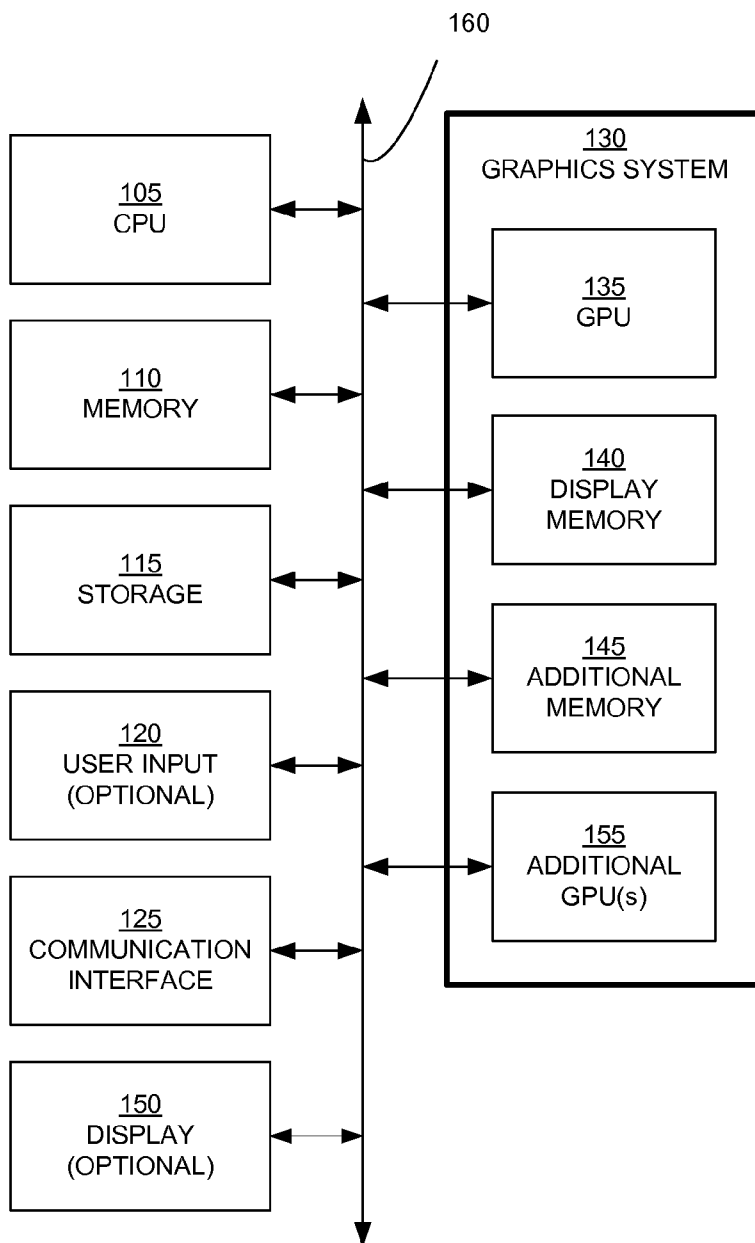 160
105
CPU
110
MEMORY
115
STORAGE
120
USER INPUT
(OPTIONAL)
125
COMMUNICATION
INTERFACE
150
DISPLAY
(OPTIONAL)
130
GRAPHICS SYSTEM
135
GPU
140
DISPLAY
MEMORY
145
ADDITIONAL
MEMORY
155
ADDITIONAL
GPU(s)